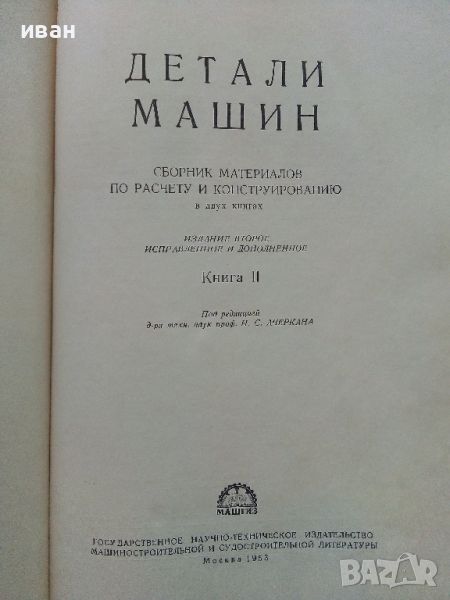 иван
ДЕТАЛИ
МАШИН
СБОРНИК МАТЕРИАЛОВ
ПО РАСЧЕТУ И КОНСТРУИРОВАНИЮ
в двух книгах
ИЗДАНИЕ ВТОРОЕ
ИСПРАВЛЕННОЕ И ДОПОЛНЕННОЕ
Книга II
Под редакцией
д-ра техн. наук проф. Н. С. АЧЕРКАНА
МАШГИЗ
ГОСУДАРСТВЕННОЕ НАУЧНО-ТЕХНИЧЕСКОЕ ИЗДАТЕЛЬСТВО
МАШИНОСТРОИТЕЛЬНОЙ И СУДОСТРОИТЕЛЬНОЙ ЛИТЕРАТУРЫ
Москва 1953
BAZAR